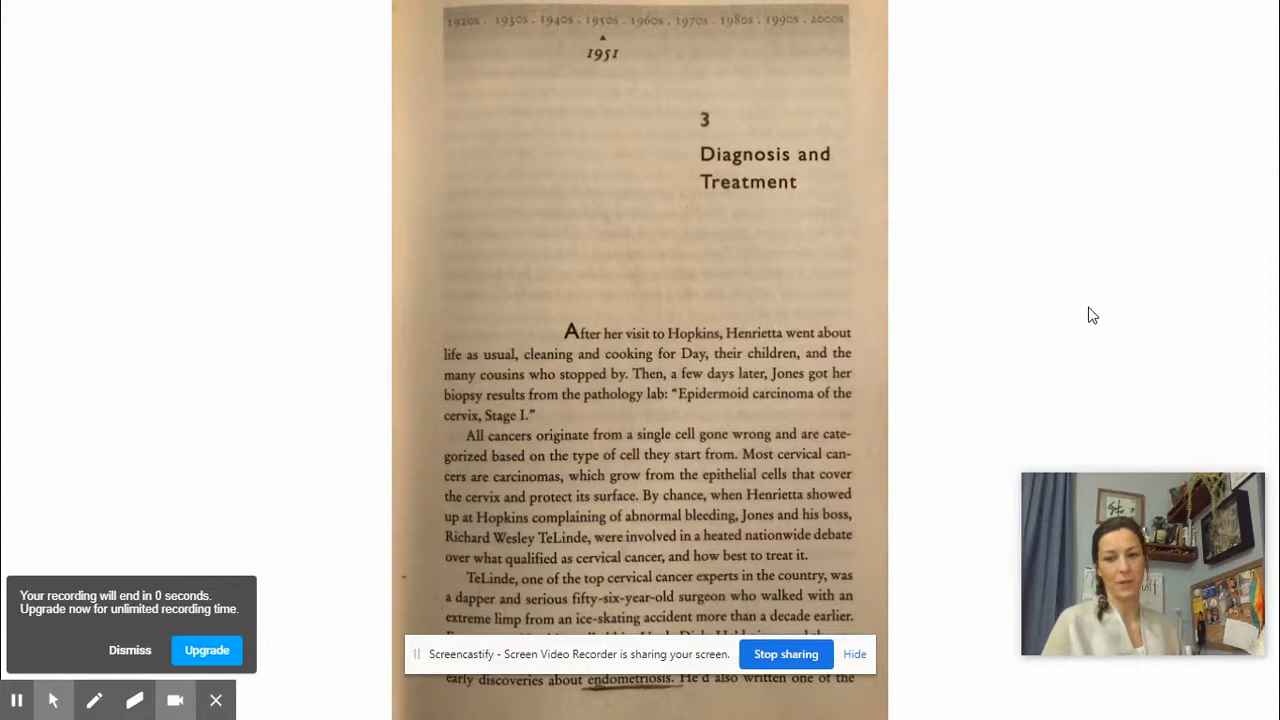 1920s . 1930s . 1940s . 1950s . 1960s . 1970s . 1980s . 1990s . 2000s
1951
3
Diagnosis and
Treatment
After her visit to Hopkins, Henrietta went about
life as usual, cleaning and cooking for Day, their children, and the
many cousins who stopped by. Then, a few days later, Jones got her
biopsy results from the pathology lab: “Epidermoid carcinoma of the
cervix, Stage I.”
All cancers originate from a single cell gone wrong and are cate-
gorized based on the type of cell they start from. Most cervical can-
cers are carcinomas, which grow from the epithelial cells that cover
the cervix and protect its surface. By chance, when Henrietta showed
up at Hopkins complaining of abnormal bleeding, Jones and his boss,
Richard Wesley TeLinde, were involved in a heated nationwide debate
over what qualified as cervical cancer, and how best to treat it.
TeLinde, one of the top cervical cancer experts in the country, was
a dapper and serious fifty-six-year-old surgeon who walked with an
extreme limp from an ice-skating accident more than a decade earlier.
early discoveries about endometriosis. He'd also written one of the
Your recording will end in 0 seconds.
Upgrade now for unlimited recording time.
Dismiss
Upgrade
Screencastify - Screen Video Recorder is sharing your screen.
Stop sharing
Hide